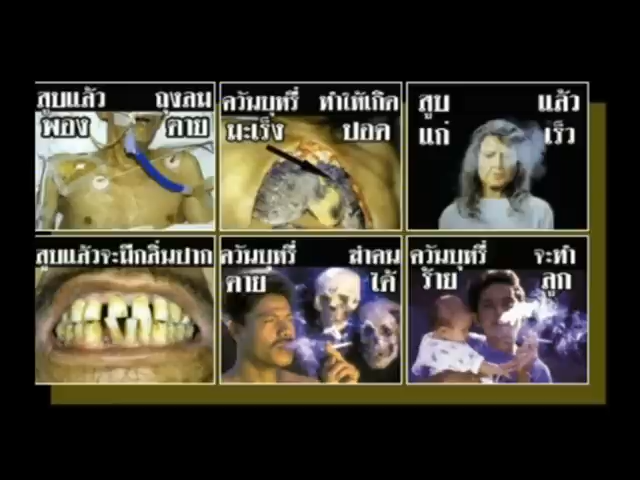 สูบแล้ว ถุงลม
พอง ตาย
ควันบุหรี่ ทำให้เกิด
มะเร็ง ปอด
สูบ แล้ว
แก่ เร็ว
สูบแล้วจะมีกลิ่นปาก
ควันบุหรี่ ฆ่าคน
ตาย ได้
ควันบุหรี่ จะทำ
ร้าย ลูก